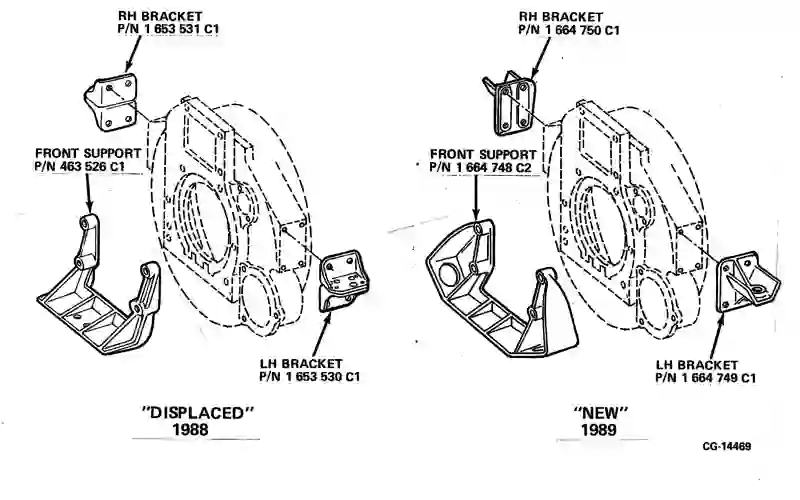 RH BRACKET
P/N 1 653 531 C1
FRONT SUPPORT
P/N 463 526 C1
LH BRACKET
P/N 1 653 530 C1
"DISPLACED"
1988
RH BRACKET
P/N 1 664 750 C1
FRONT SUPPORT
P/N 1 664 748 C2
LH BRACKET
P/N 1 664 749 C1
"NEW"
1989
CG-14469